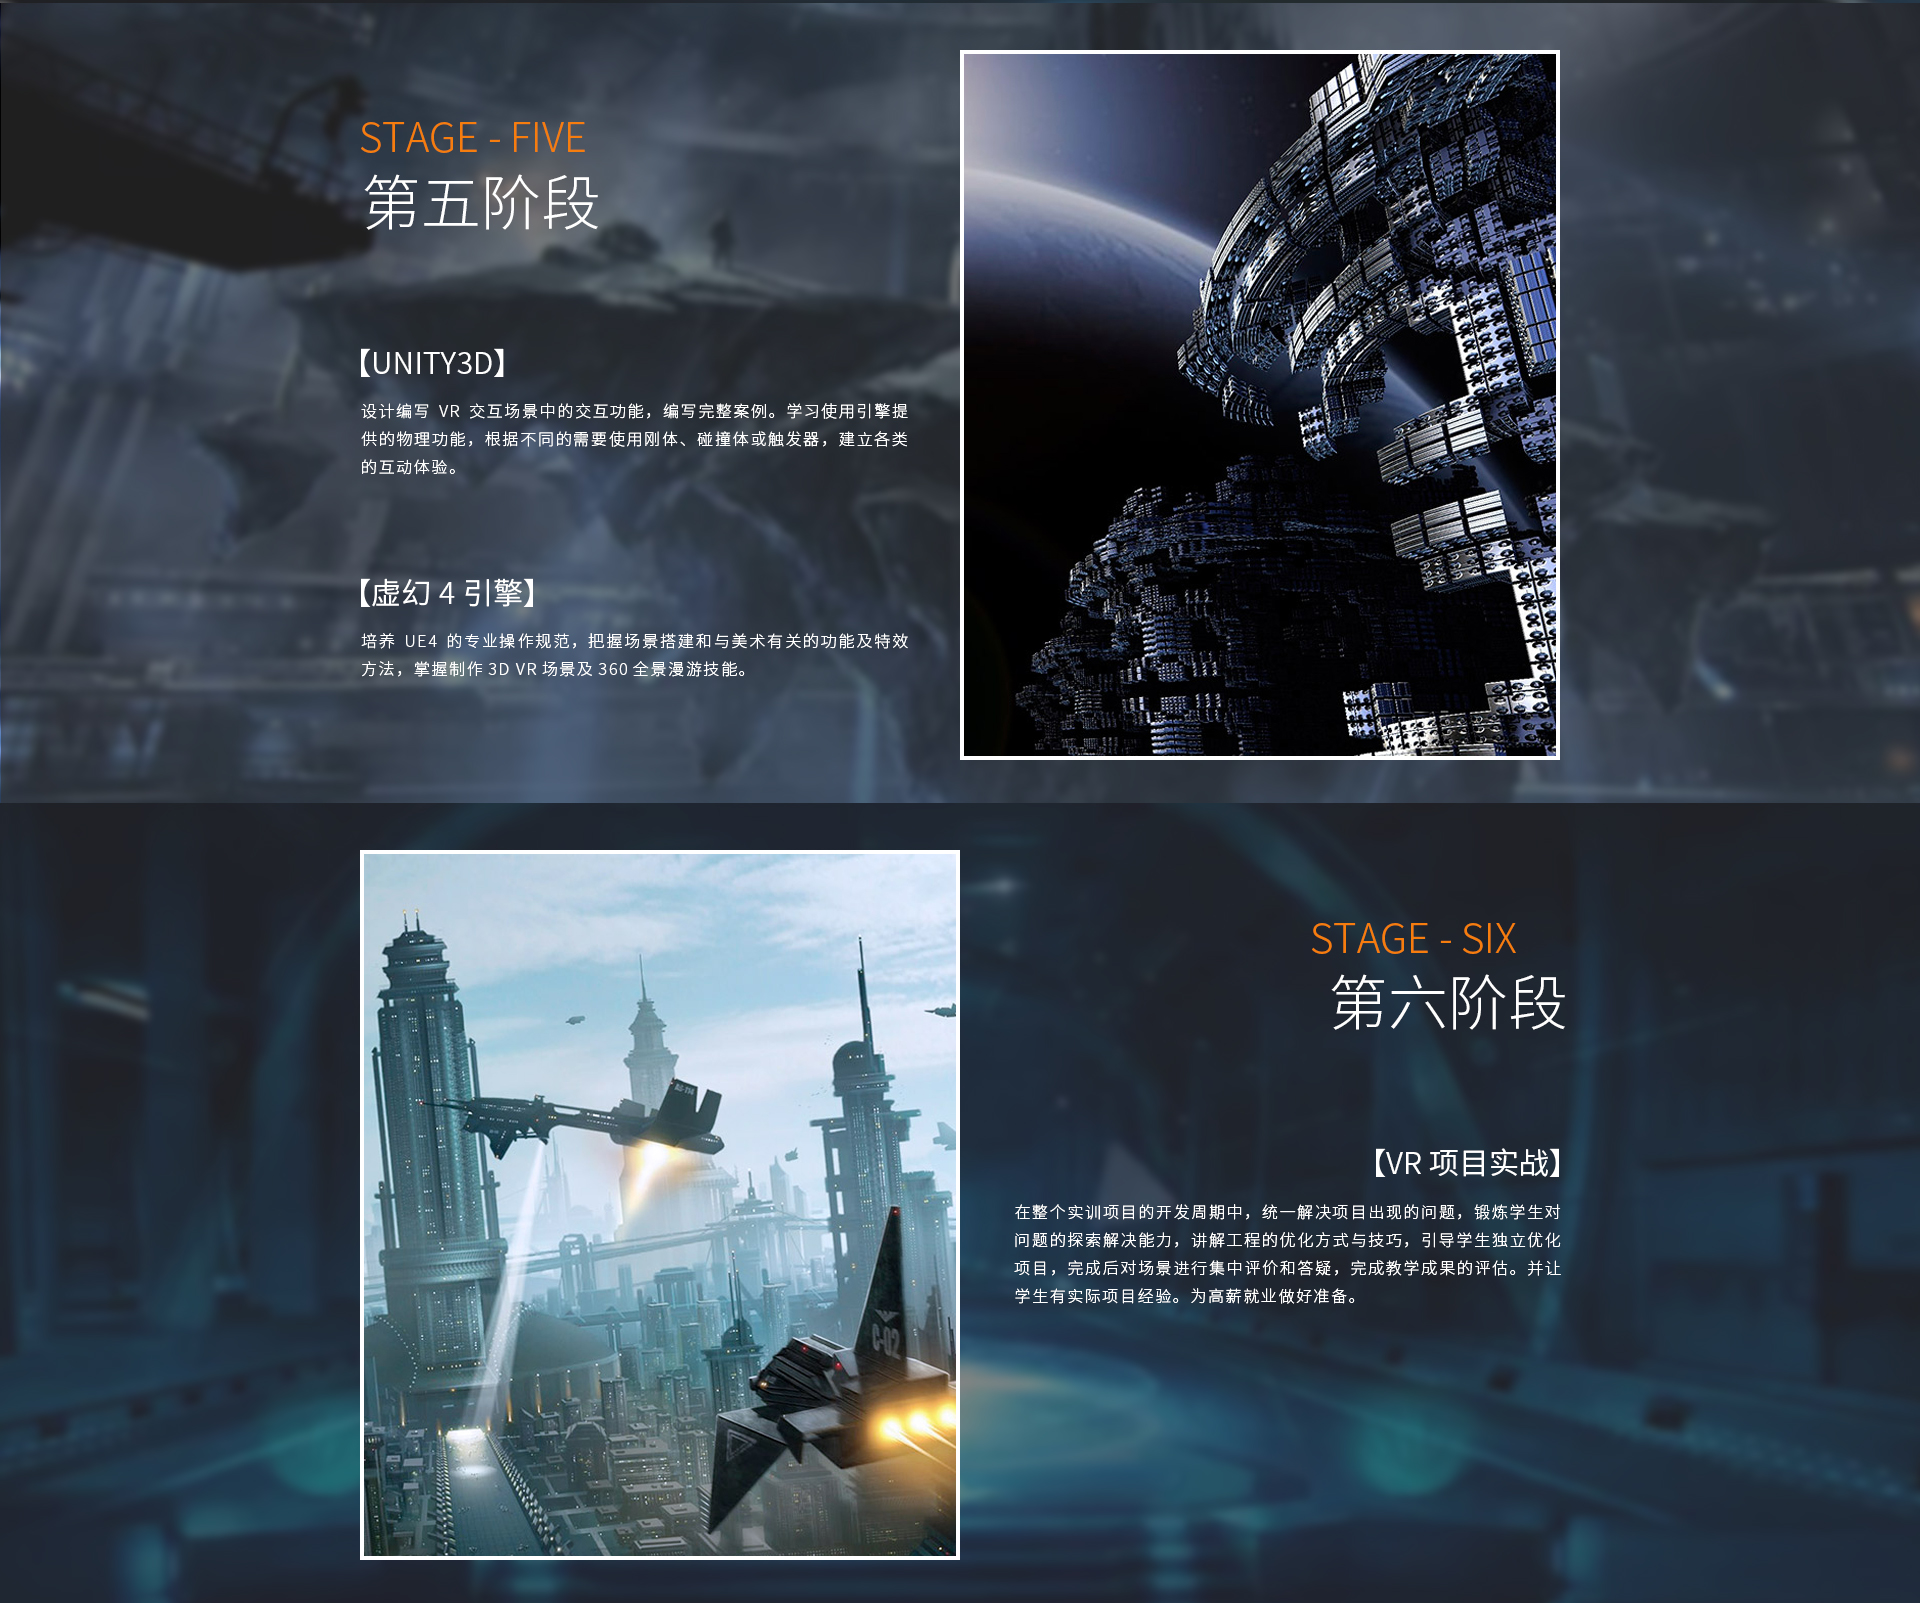 STAGE - FIVE
第五阶段
【UNITY3D】
设计编写 VR 交互场景中的交互功能，编写完整案例。学习使用引擎提
供的物理功能，根据不同的需要使用刚体、碰撞体或触发器，建立各类
的互动体验。
【虚幻 4 引擎】
培养 UE4 的专业操作规范，把握场景搭建和与美术有关的功能及特效
方法，掌握制作 3D VR 场景及 360 全景漫游技能。
STAGE - SIX
第六阶段
【VR 项目实战】
在整个实训项目的开发周期中，统一解决项目出现的问题，锻炼学生对
问题的探索解决能力，讲解工程的优化方式与技巧，引导学生独立优化
项目，完成后对场景进行集中评价和答疑，完成教学成果的评估。并让
学生有实际项目经验。为高薪就业做好准备。
C-02